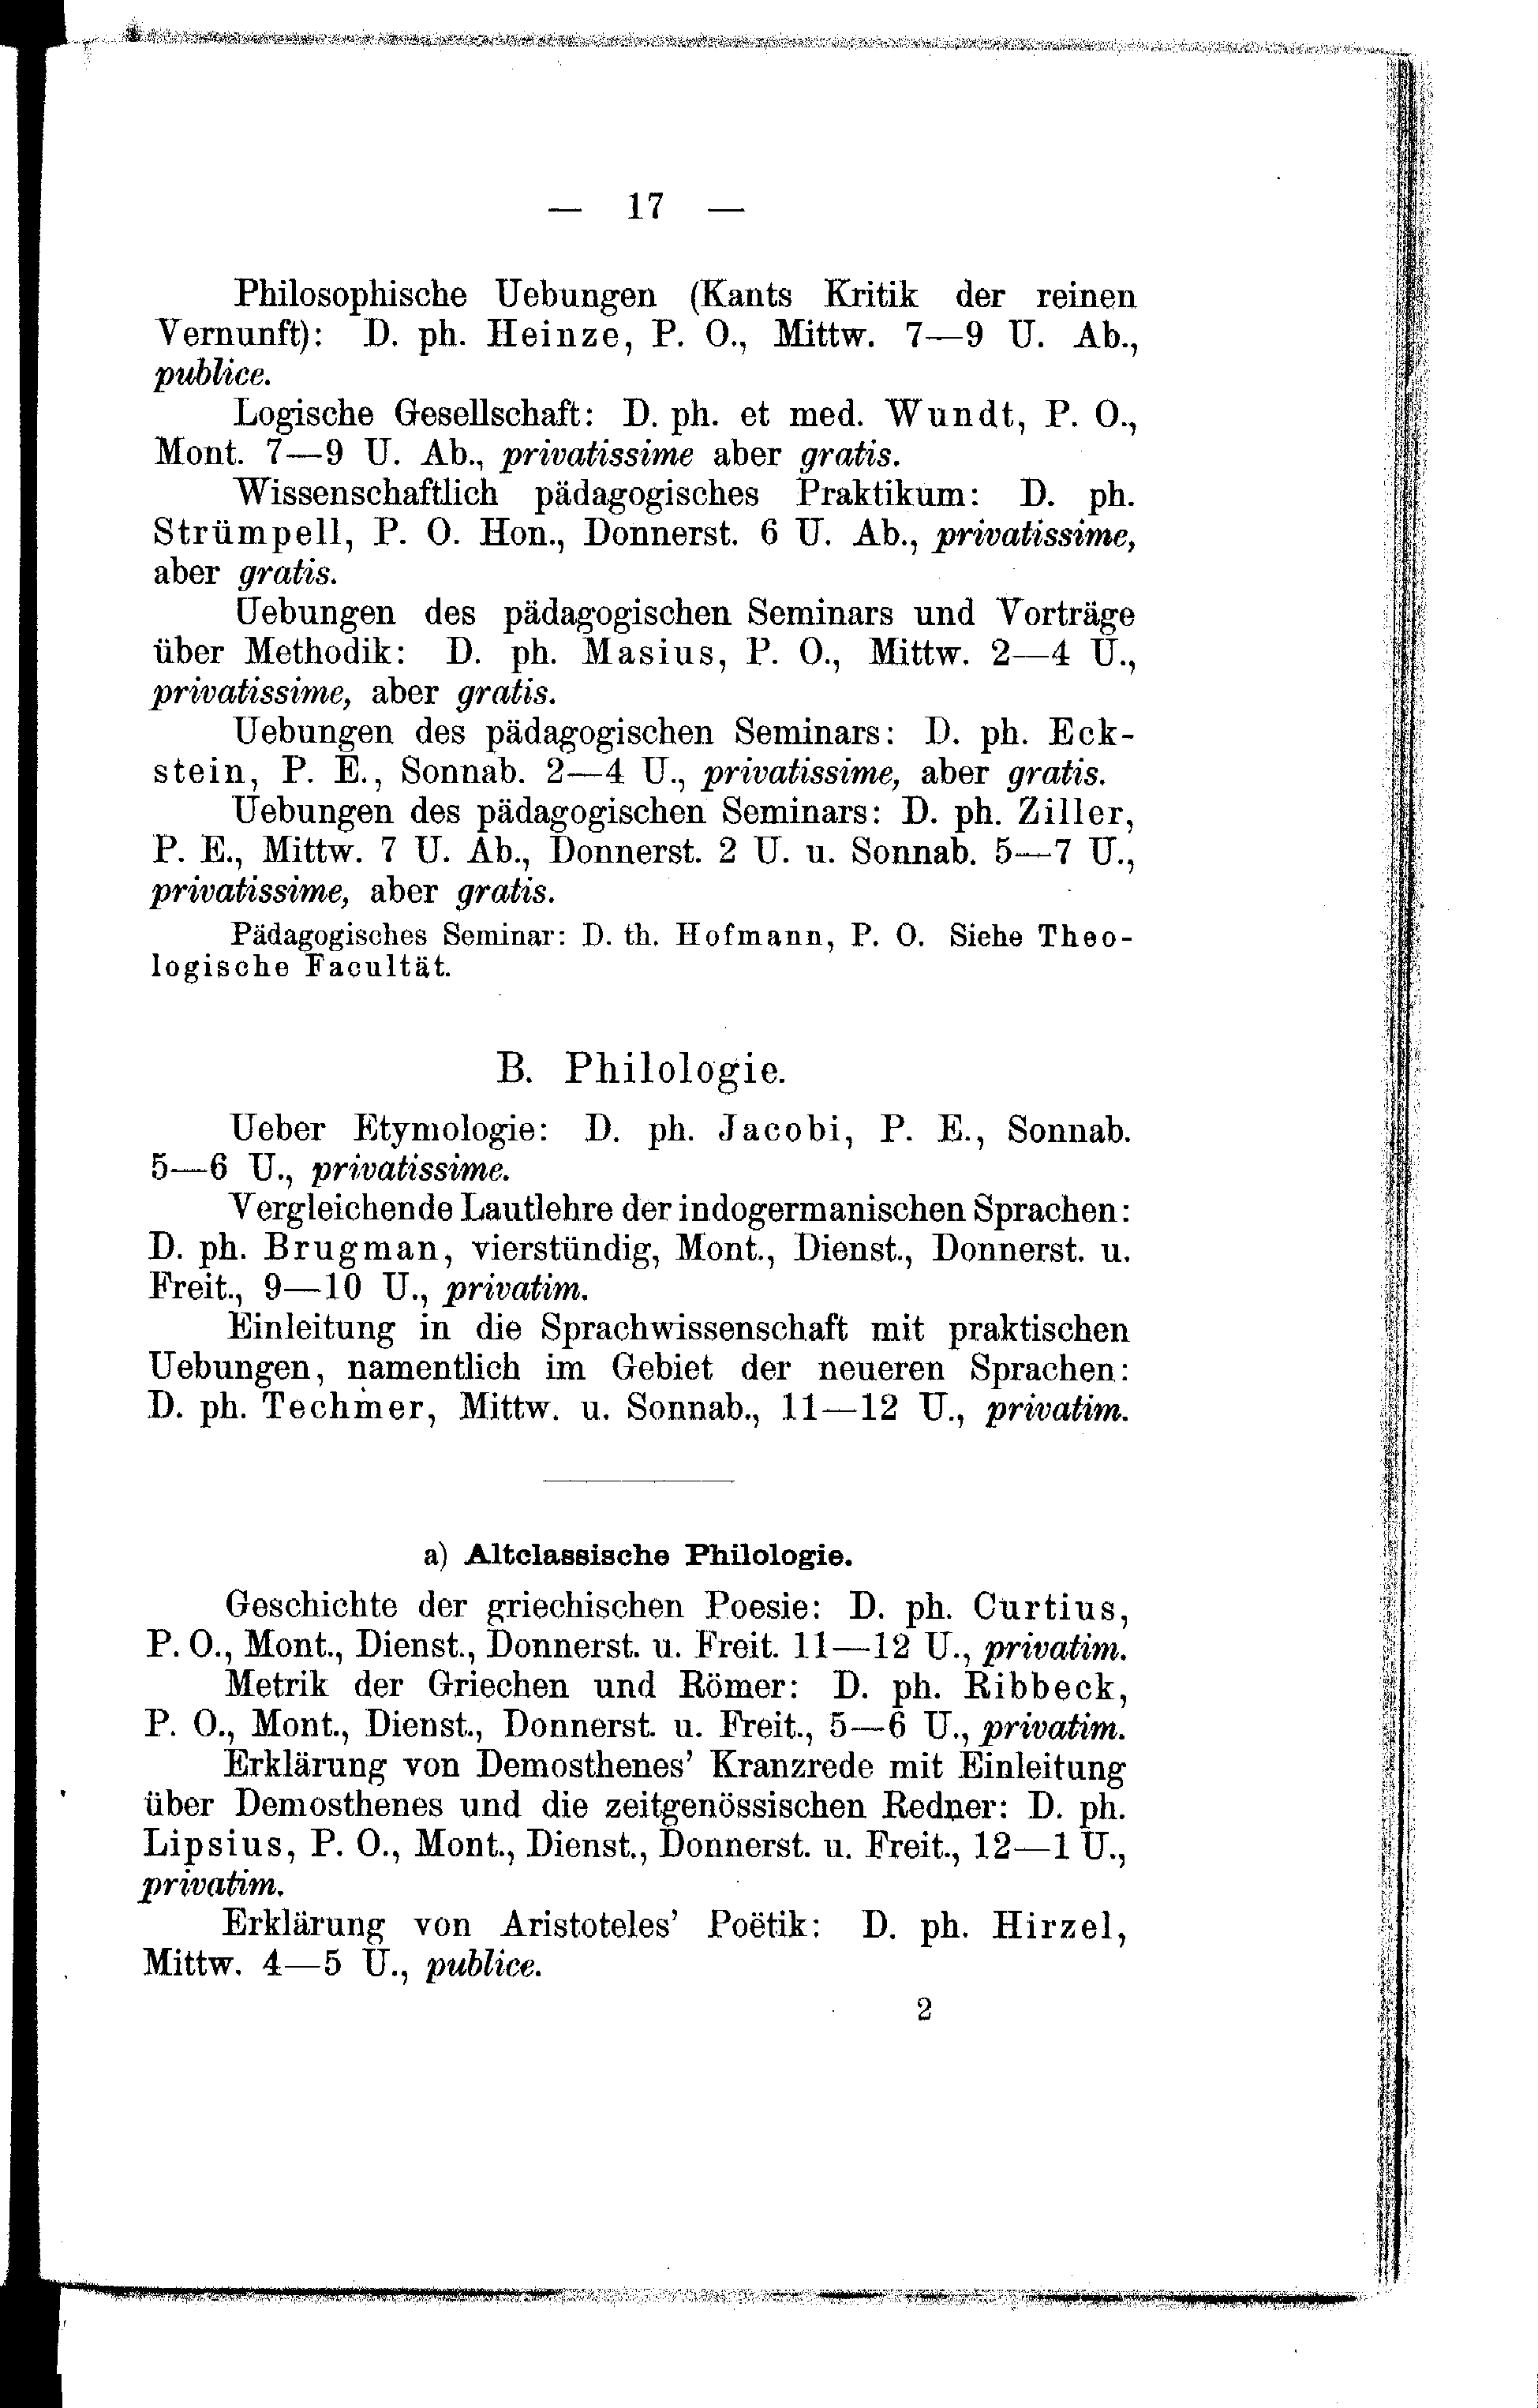 — 17 —
Philosophische Uebungen (Kants Kritik der reinen
Vernunft): D. ph. Heinze, P. O., Mittw. 7—9 U. Ab.,
publice.
Logische Gesellschaft: D. ph. et med. Wundt, P. O.,
Mont. 7—9 U. Ab., privatissime aber gratis.
Wissenschaftlich pädagogisches Praktikum: D. ph.
Strümpell, P. O. Hon., Donnerst. 6 U. Ab., privatissime,
aber gratis.
Uebungen des pädagogischen Seminars und Vorträge
über Methodik: D. ph. Masius, P. O., Mittw. 2—4 U.,
privatissime, aber gratis.
Uebungen des pädagogischen Seminars: D. ph. Eck-
stein, P. E., Sonnab. 2—4 U., privatissime, aber gratis.
Uebungen des pädagogischen Seminars: D. ph. Ziller,
P. E., Mittw. 7 U. Ab., Donnerst. 2 U. u. Sonnab. 5—7 U.,
privatissime, aber gratis.
Pädagogisches Seminar: D. th. Hofmann, P. O. Siehe Theo-
logische Facultät.
B. Philologie.
Ueber Etymologie: D. ph. Jacobi, P. E., Sonnab.
5—6 U., privatissime.
Vergleichende Lautlehre der indogermanischen Sprachen:
D. ph. Brugman, vierstündig, Mont., Dienst., Donnerst. u.
Freit., 9—10 U., privatim.
Einleitung in die Sprachwissenschaft mit praktischen
Uebungen, namentlich im Gebiet der neueren Sprachen:
D. ph. Techmer, Mittw. u. Sonnab., 11—12 U., privatim.
a) Altclassische Philologie.
Geschichte der griechischen Poesie: D. ph. Curtius,
P. O., Mont., Dienst., Donnerst. u. Freit. 11—12 U., privatim.
Metrik der Griechen und Römer: D. ph. Ribbeck,
P. O., Mont., Dienst., Donnerst. u. Freit., 5—6 U., privatim.
Erklärung von Demosthenes' Kranzrede mit Einleitung
über Demosthenes und die zeitgenössischen Redner: D. ph.
Lipsius, P. O., Mont., Dienst., Donnerst. u. Freit., 12—1 U.,
privatim.
Erklärung von Aristoteles' Poëtik: D. ph. Hirzel,
Mittw. 4—5 U., publice.
2